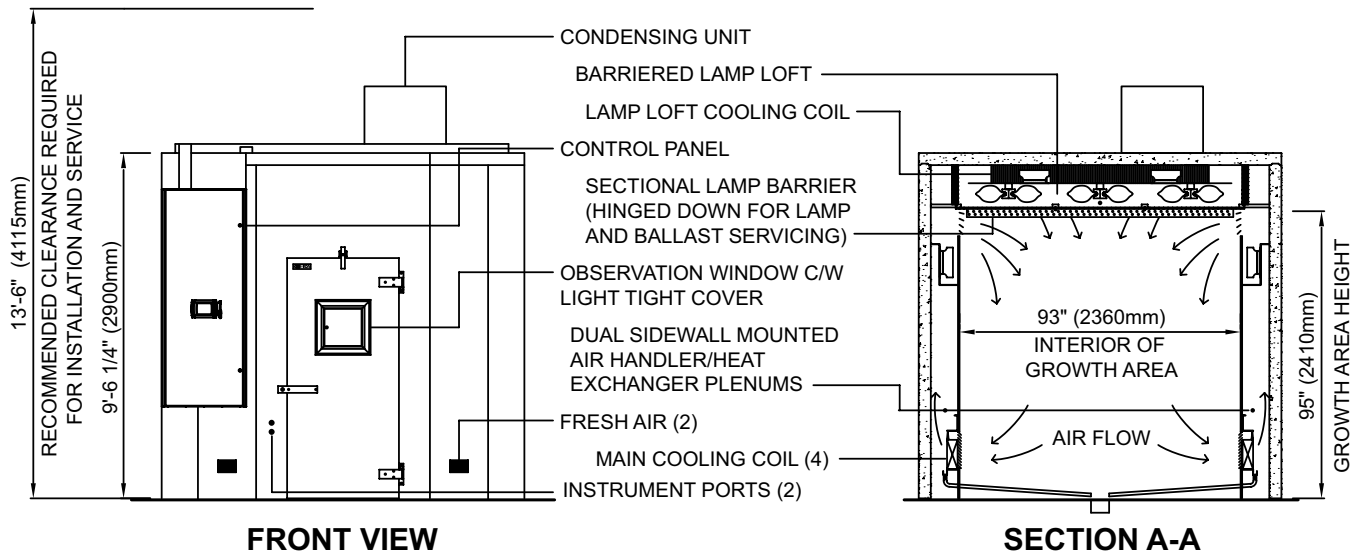 13'-6" (4115mm)
RECOMMENDED CLEARANCE REQUIRED
FOR INSTALLATION AND SERVICE
9'-6 1/4" (2900mm)
CONDENSING UNIT
BARRIERED LAMP LOFT
LAMP LOFT COOLING COIL
CONTROL PANEL
SECTIONAL LAMP BARRIER
(HINGED DOWN FOR LAMP
AND BALLAST SERVICING)
OBSERVATION WINDOW C/W
LIGHT TIGHT COVER
DUAL SIDEWALL MOUNTED
AIR HANDLER/HEAT
EXCHANGER PLENUMS
FRESH AIR (2)
MAIN COOLING COIL (4)
INSTRUMENT PORTS (2)
93" (2360mm)
INTERIOR OF
GROWTH AREA
AIR FLOW
95" (2410mm)
GROWTH AREA HEIGHT
FRONT VIEW
SECTION A-A